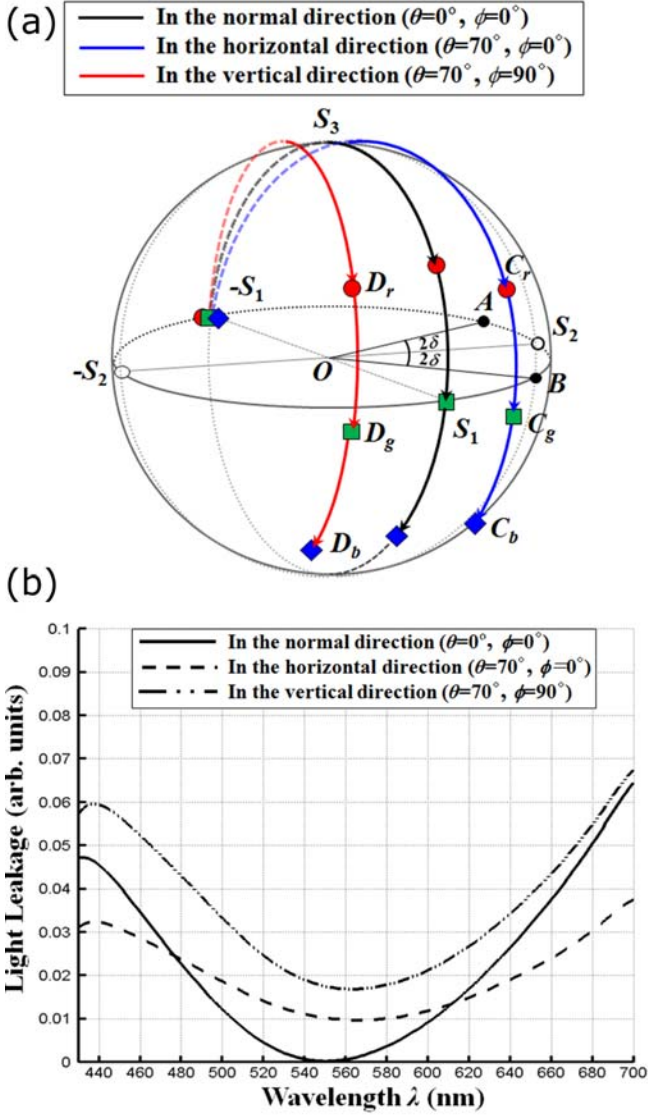 (a)
In the normal direction (θ=0°, ϕ=0°)
In the horizontal direction (θ=70°, ϕ=0°)
In the vertical direction (θ=70°, ϕ=90°)
S3
Dr
Cr
-S1
A
S2
2δ
2δ
-S2
O
B
S1
Dg
Cg
Db
Cb
(b)
In the normal direction (θ=0°, ϕ=0°)
In the horizontal direction (θ=70°, ϕ=0°)
In the vertical direction (θ=70°, ϕ=90°)
Light Leakage (arb. units)
0.1
0.09
0.08
0.07
0.06
0.05
0.04
0.03
0.02
0.01
0
440 460 480 500 520 540 560 580 600 620 640 660 680 700
Wavelength λ (nm)